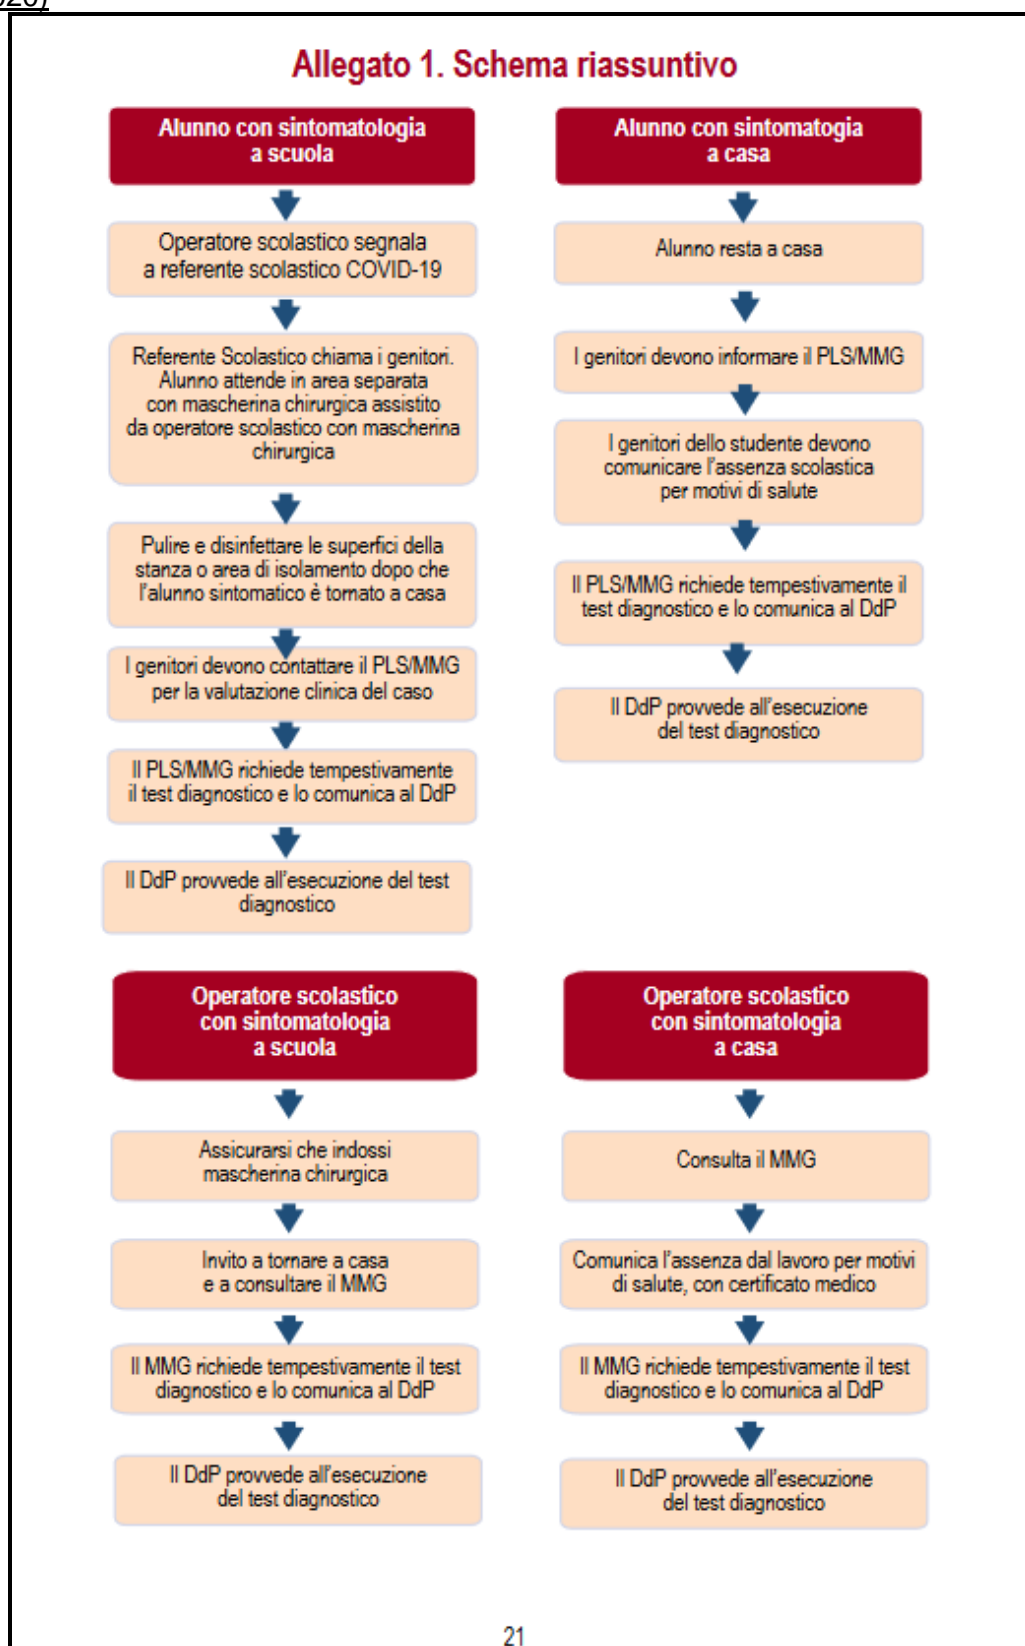 020)
Allegato 1. Schema riassuntivo
Alunno con sintomatologia
a scuola
Operatore scolastico segnala
a referente scolastico COVID-19
Referente Scolastico chiama i genitori.
Alunno attende in area separata
con mascherina chirurgica assistito
da operatore scolastico con mascherina
chirurgica
Pulire e disinfettare le superfici della
stanza o area di isolamento dopo che
l'alunno sintomatico è tornato a casa
I genitori devono contattare il PLS/MMG
per la valutazione clinica del caso
Il PLS/MMG richiede tempestivamente
il test diagnostico e lo comunica al DdP
Il DdP provvede all'esecuzione del test
diagnostico
Alunno con sintomatogia
a casa
Alunno resta a casa
I genitori devono informare il PLS/MMG
I genitori dello studente devono
comunicare l'assenza scolastica
per motivi di salute
Il PLS/MMG richiede tempestivamente il
test diagnostico e lo comunica al DdP
Il DdP provvede all'esecuzione
del test diagnostico
Operatore scolastico
con sintomatologia
a scuola
Assicurarsi che indossi
mascherina chirurgica
Invito a tornare a casa
e a consultare il MMG
Il MMG richiede tempestivamente il test
diagnostico e lo comunica al DdP
Il DdP provvede all'esecuzione
del test diagnostico
Operatore scolastico
con sintomatologia
a casa
Consulta il MMG
Comunica l'assenza dal lavoro per motivi
di salute, con certificato medico
Il MMG richiede tempestivamente il test
diagnostico e lo comunica al DdP
Il DdP provvede all'esecuzione
del test diagnostico
21